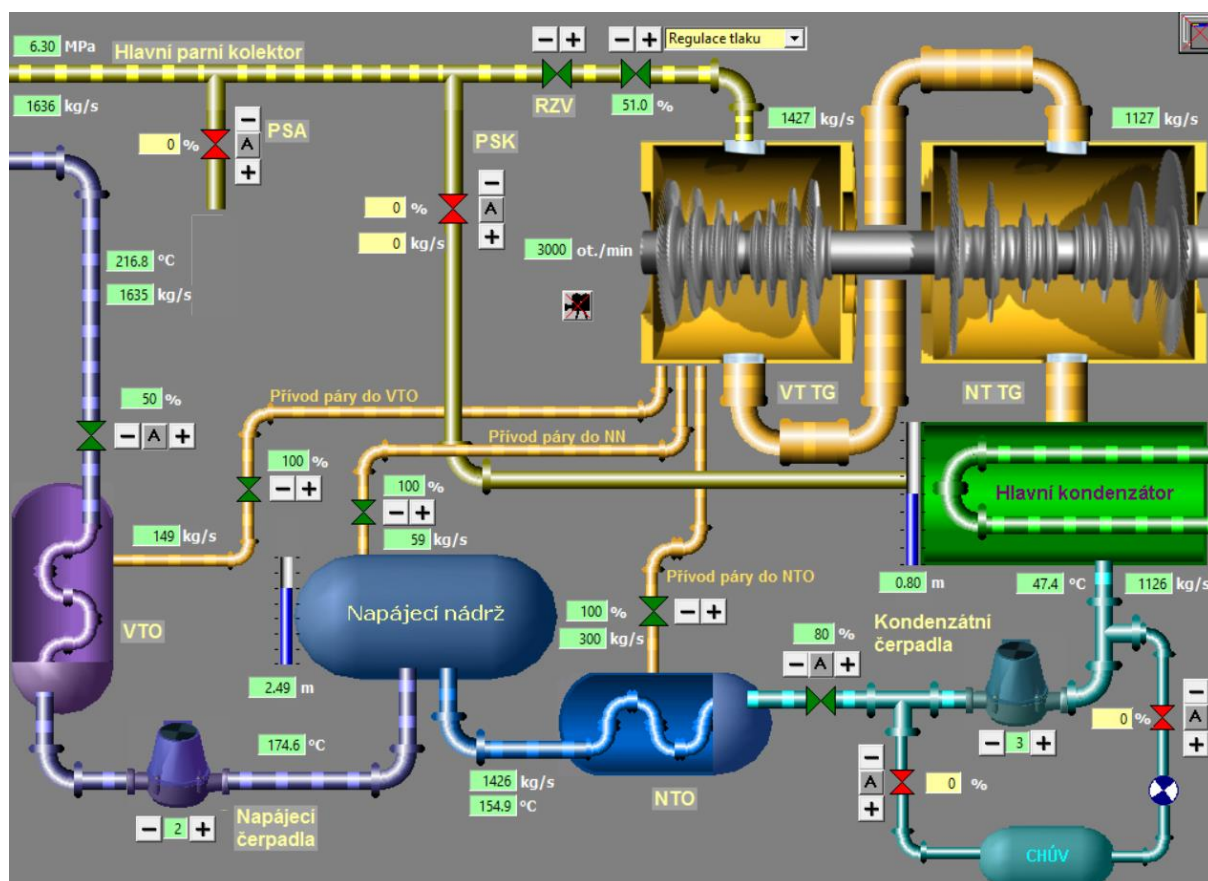 6.30 MPa
Hlavní parní kolektor
− + − + Regulace tlaku
1636 kg/s
RZV
51.0 %
1427 kg/s
1127 kg/s
−
0 % A
+
PSA
PSK
−
0 % A
+
0 kg/s
3000 ot./min
216.8 ºC
1635 kg/s
VT TG
NT TG
50 %
− A +
Přívod páry do VTO
Přívod páry do NN
100 %
− +
100 %
− +
59 kg/s
149 kg/s
Hlavní kondenzátor
0.80 m
47.4 ºC
1126 kg/s
Přívod páry do NTO
100 %
− +
300 kg/s
Napájecí nádrž
2.49 m
VTO
80 %
− A +
Kondenzátní
čerpadla
− 3 +
−
0 % A
+
−
A 0 %
+
174.6 ºC
1426 kg/s
154.9 ºC
NTO
− 2 +
Napájecí
čerpadla
CHÚV